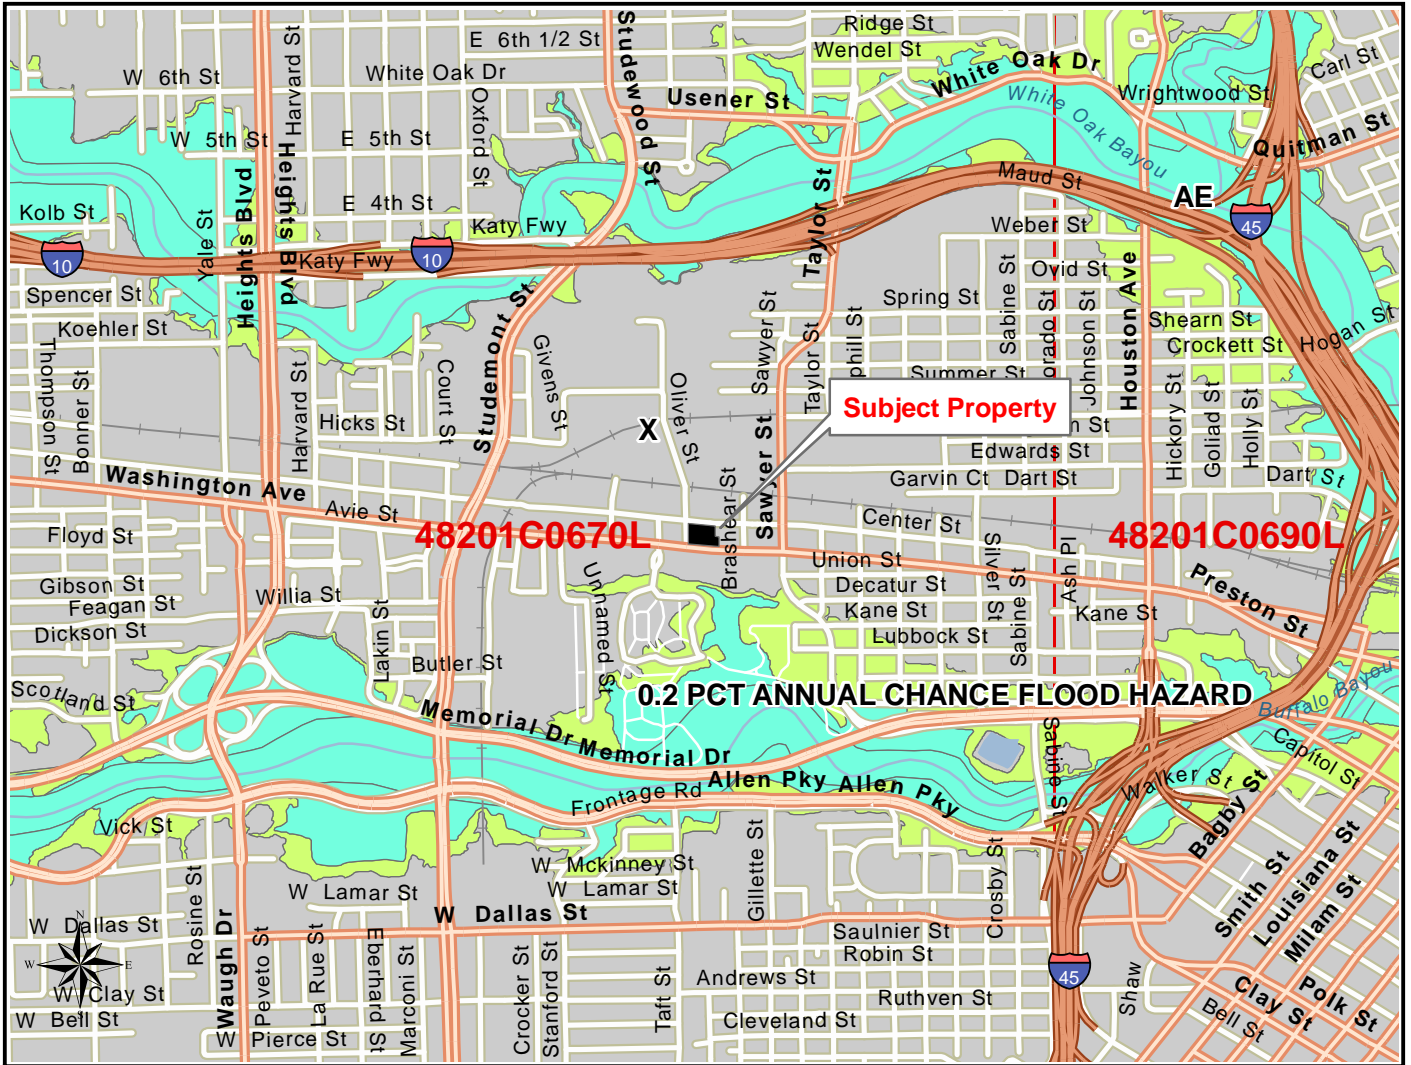 Ridge St
E 6th 1/2 St
Studewood St
Harvard St
Wendel St
White Oak Dr
Carl St
W 6th St
White Oak Dr
Usener St
Wrightwood St
White Oak Bayou
Oxford St
W 5th St
E 5th St
Quitman St
Heights Blvd
Heights Blvd
Taylor St
Maud St
AE
E 4th St
Kolb St
Yale St
Katy Fwy
Weber St
45
10
Katy Fwy
10
Ovid St
Houston Ave
Spencer St
Spring St
Sabine St
Koehler St
Studemont St
Givens St
Sawyer St
Taylor St
phill St
orado St
Johnson St
Shearn St
Crockett St
Hogan St
Thompson St
Bonner St
Harvard St
Court St
Oliver St
Summer St
Hickory St
Goliad St
Holly St
Subject Property
Hicks St
X
m St
Sawyer St
Edwards St
Washington Ave
Brashear St
Garvin Ct
Dart St
Dart St
Avie St
Center St
48201C0670L
48201C0690L
Floyd St
Union St
Silver St
Ash Pl
Gibson St
Willia St
Unnamed St
Decatur St
Sabine St
Preston St
Feagan St
Lakin St
Kane St
Kane St
Dickson St
Lubbock St
Butler St
Scotland St
0.2 PCT ANNUAL CHANCE FLOOD HAZARD
Buffalo Bayou
Memorial Dr
Memorial Dr
Sabine St
Capitol St
Allen Pky
Allen Pky
Walker St
Frontage Rd
Bagby St
Vick St
Gillette St
Crosby St
W Mckinney St
W Lamar St
W Lamar St
Smith St
Louisiana St
Milam St
W Dallas St
W Dallas St
Rosine St
Waugh Dr
Peveto St
La Rue St
Eberhard St
Marconi St
Crocker St
Stanford St
Taft St
Saulnier St
Robin St
N
W
E
S
Andrews St
45
Shaw
W Clay St
Ruthven St
Clay St
Polk St
W Bell St
Cleveland St
Bell St
W Pierce St